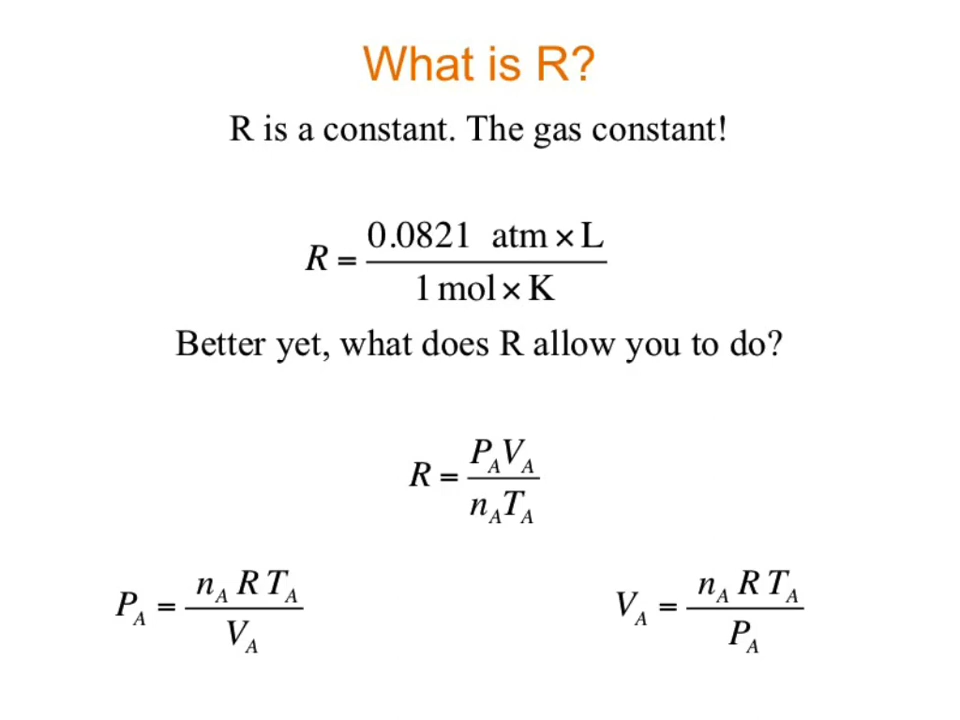 What is R?
R is a constant. The gas constant!
R = 0.0821 atm × L / 1 mol × K
Better yet, what does R allow you to do?
R = P_A V_A / n_A T_A
P_A = n_A R T_A / V_A
V_A = n_A R T_A / P_A